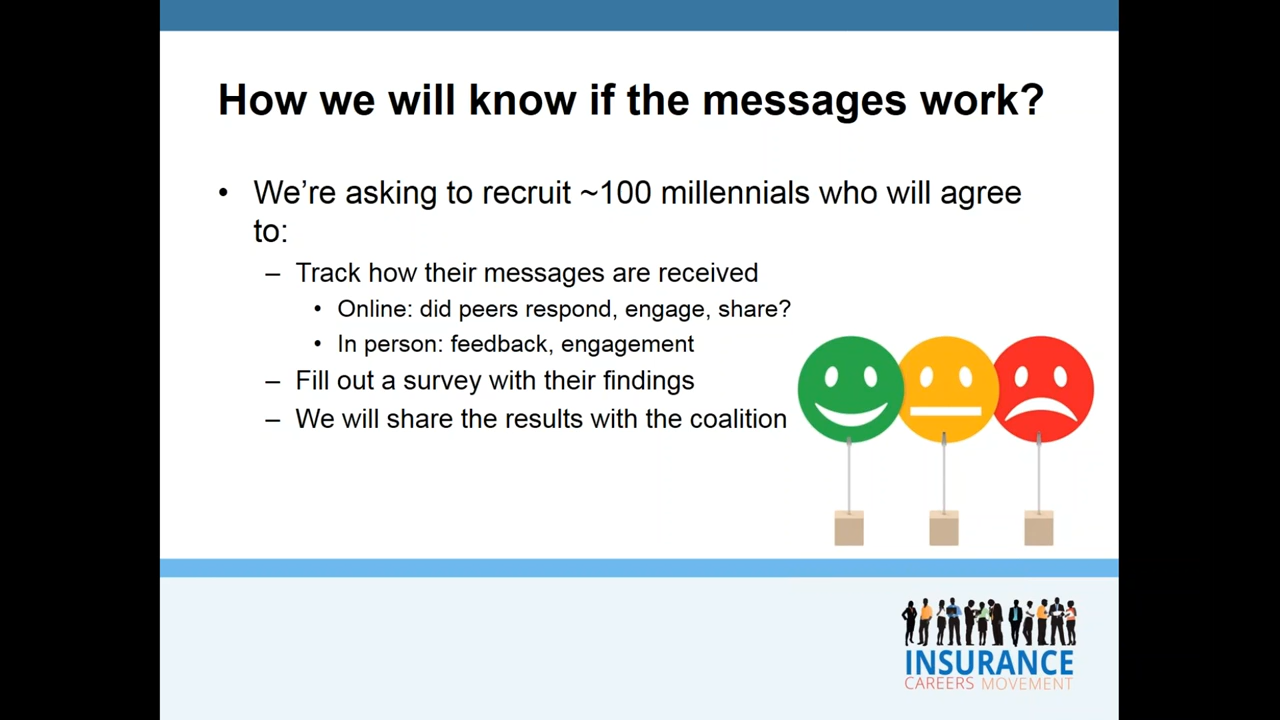 How we will know if the messages work?
• We’re asking to recruit ~100 millennials who will agree
to:
– Track how their messages are received
• Online: did peers respond, engage, share?
• In person: feedback, engagement
– Fill out a survey with their findings
– We will share the results with the coalition
INSURANCE
CAREERS MOVEMENT